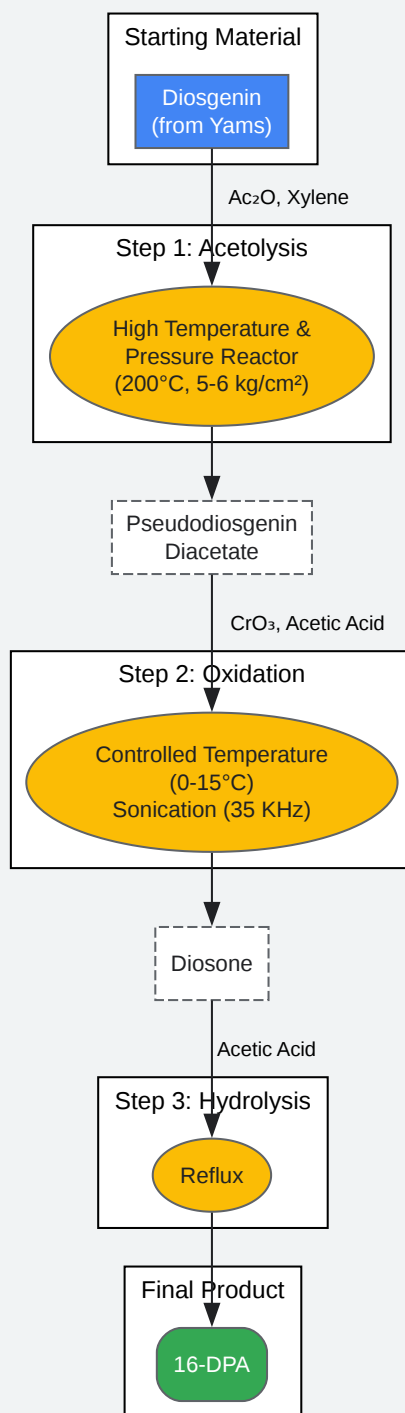 Starting Material
Diosgenin
(from Yams)
Ac₂O, Xylene
Step 1: Acetolysis
High Temperature &
Pressure Reactor
(200°C, 5-6 kg/cm²)
Pseudodiosgenin
Diacetate
CrO₃, Acetic Acid
Step 2: Oxidation
Controlled Temperature
(0-15°C)
Sonication (35 KHz)
Diosone
Acetic Acid
Step 3: Hydrolysis
Reflux
Final Product
16-DPA